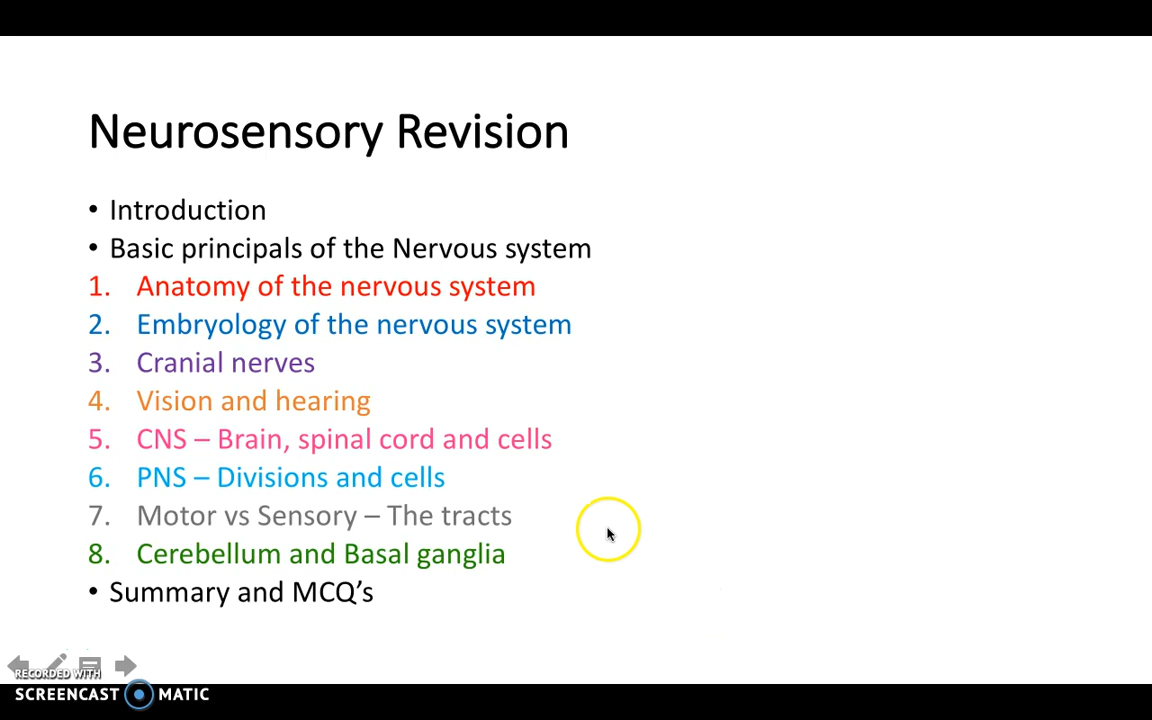 Neurosensory Revision
• Introduction
• Basic principals of the Nervous system
1. Anatomy of the nervous system
2. Embryology of the nervous system
3. Cranial nerves
4. Vision and hearing
5. CNS – Brain, spinal cord and cells
6. PNS – Divisions and cells
7. Motor vs Sensory – The tracts
8. Cerebellum and Basal ganglia
• Summary and MCQ’s
RECORDED WITH
SCREENCAST MATIC